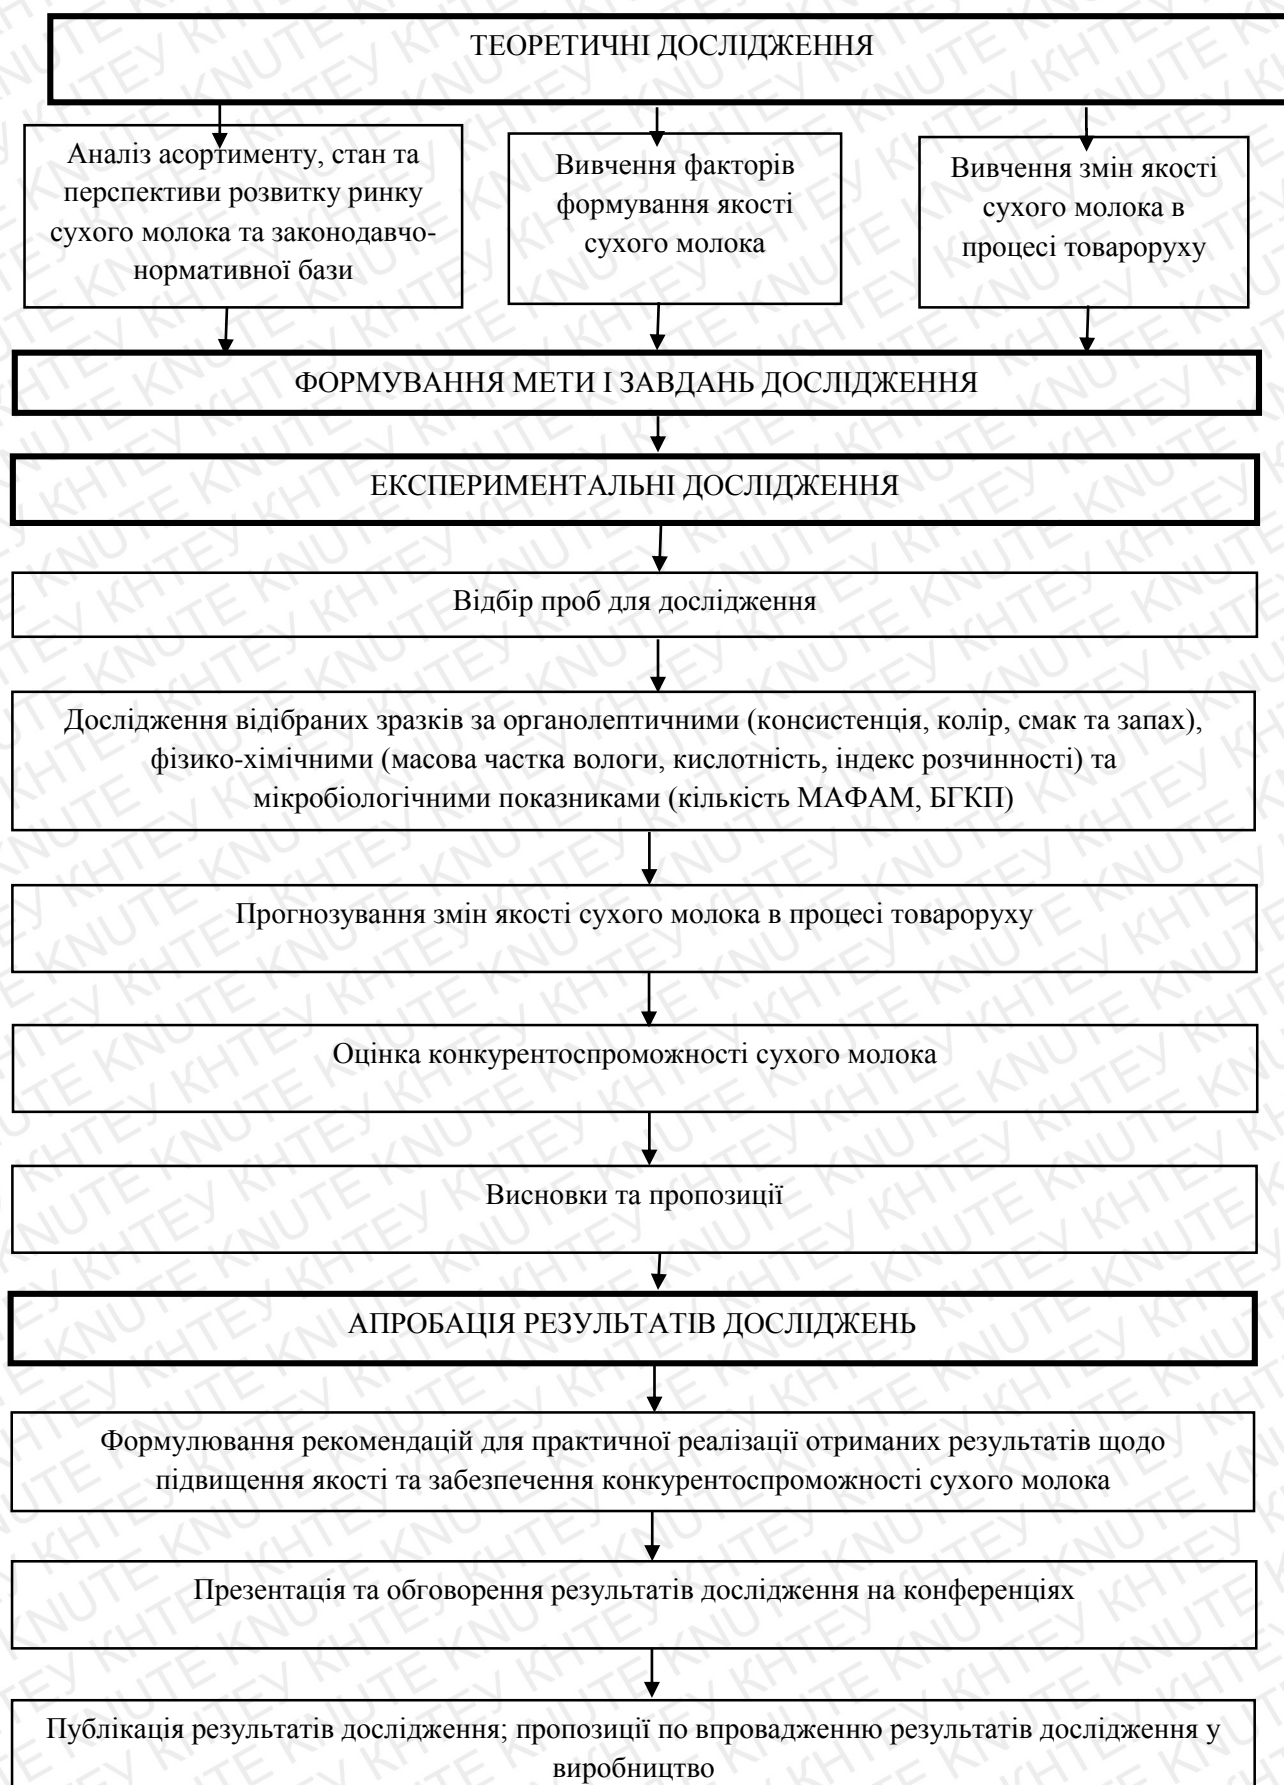 ТЕОРЕТИЧНІ ДОСЛІДЖЕННЯ
Аналіз асортименту, стан та
перспективи розвитку ринку
сухого молока та законодавчо-
нормативної бази
Вивчення факторів
формування якості
сухого молока
Вивчення змін якості
сухого молока в
процесі товароруху
ФОРМУВАННЯ МЕТИ І ЗАВДАНЬ ДОСЛІДЖЕННЯ
ЕКСПЕРИМЕНТАЛЬНІ ДОСЛІДЖЕННЯ
Відбір проб для дослідження
Дослідження відібраних зразків за органолептичними (консистенція, колір, смак та запах),
фізико-хімічними (масова частка вологи, кислотність, індекс розчинності) та
мікробіологічними показниками (кількість МАФАМ, БГКП)
Прогнозування змін якості сухого молока в процесі товароруху
Оцінка конкурентоспроможності сухого молока
Висновки та пропозиції
АПРОБАЦІЯ РЕЗУЛЬТАТІВ ДОСЛІДЖЕНЬ
Формулювання рекомендацій для практичної реалізації отриманих результатів щодо
підвищення якості та забезпечення конкурентоспроможності сухого молока
Презентація та обговорення результатів дослідження на конференціях
Публікація результатів дослідження; пропозиції по впровадженню результатів дослідження у
виробництво